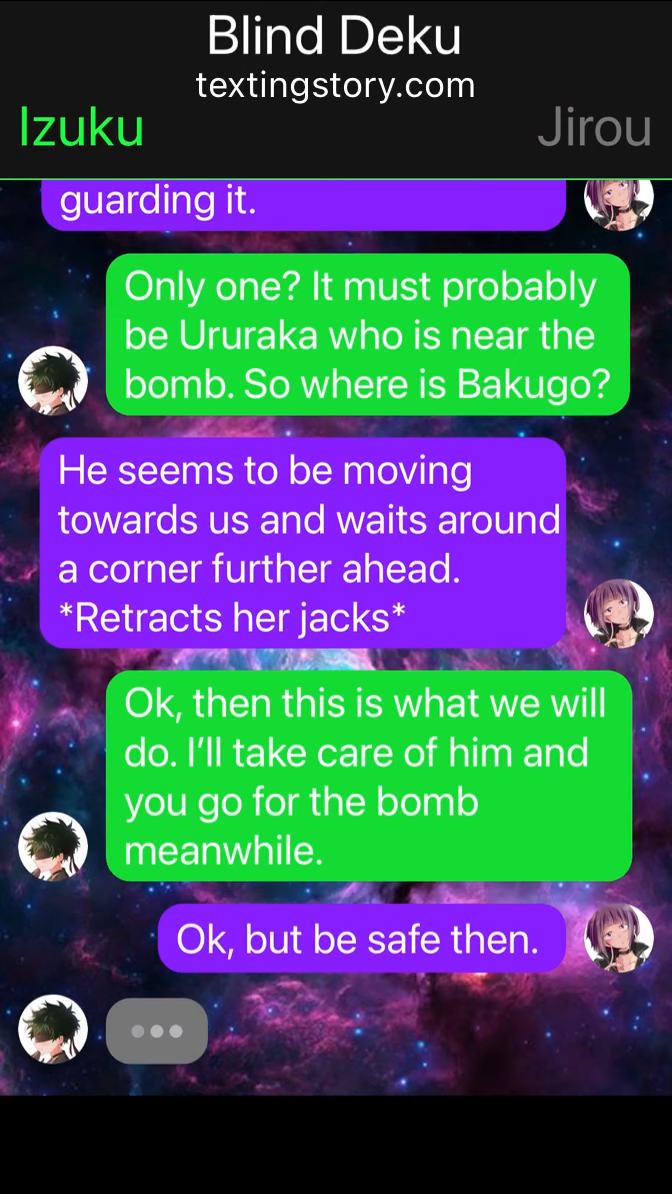 Blind Deku
textingstory.com
Izuku
Jirou
guarding it.
Only one? It must probably
be Ururaka who is near the
bomb. So where is Bakugo?
He seems to be moving
towards us and waits around
a corner further ahead.
*Retracts her jacks*
Ok, then this is what we will
do. I’ll take care of him and
you go for the bomb
meanwhile.
Ok, but be safe then.